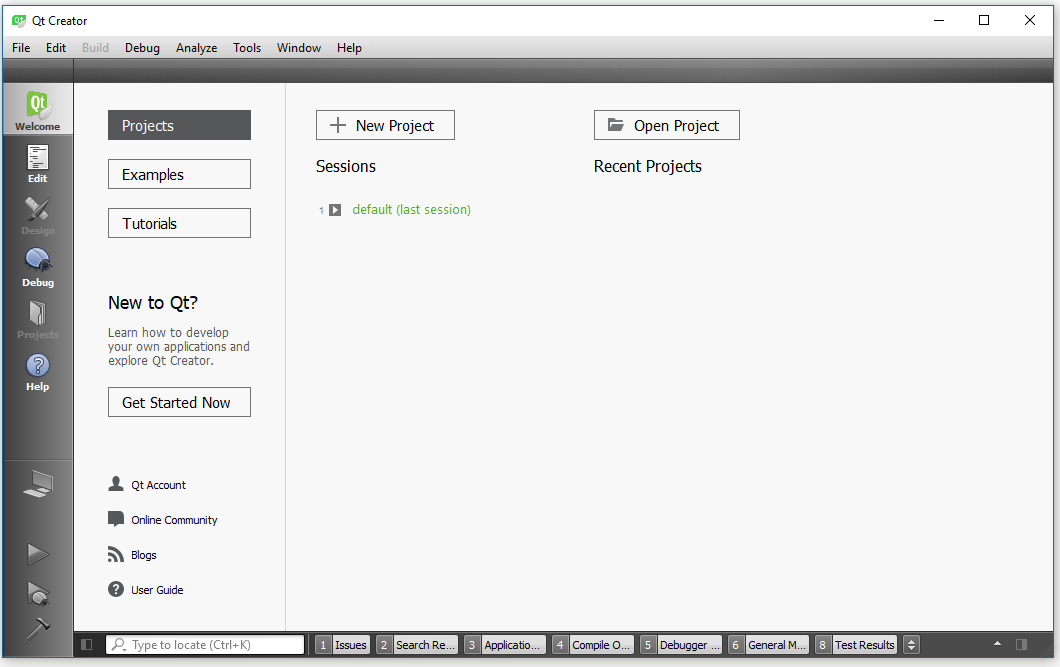 Qt Creator
File Edit Build Debug Analyze Tools Window Help
Qt
Welcome
Edit
Design
Debug
Projects
Help
Projects
Examples
Tutorials
New to Qt?
Learn how to develop
your own applications and
explore Qt Creator.
Get Started Now
Qt Account
Online Community
Blogs
User Guide
New Project
Sessions
1 default (last session)
Open Project
Recent Projects
Type to locate (Ctrl+K) 1 Issues 2 Search Re... 3 Applicatio... 4 Compile O... 5 Debugger ... 6 General M... 8 Test Results